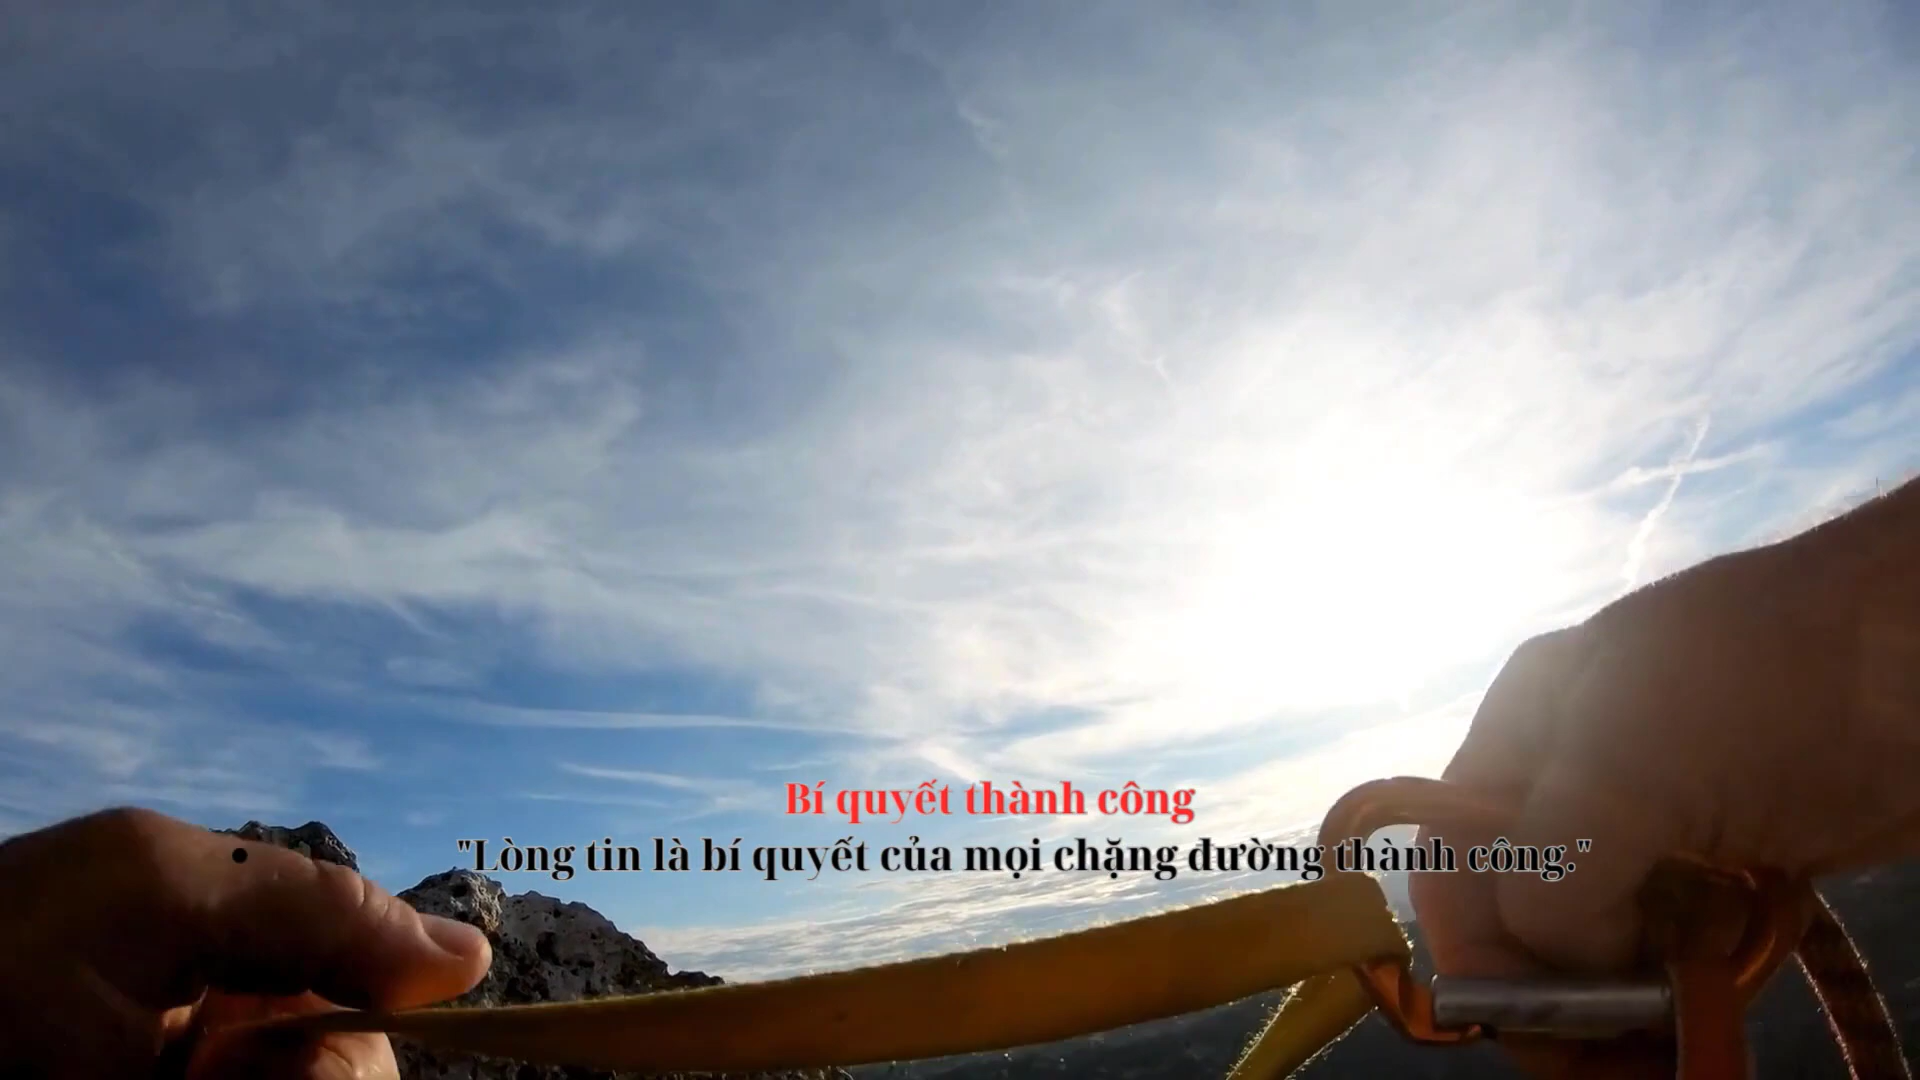 Bí quyết thành công
"Lòng tin là bí quyết của mọi chặng đường thành công."